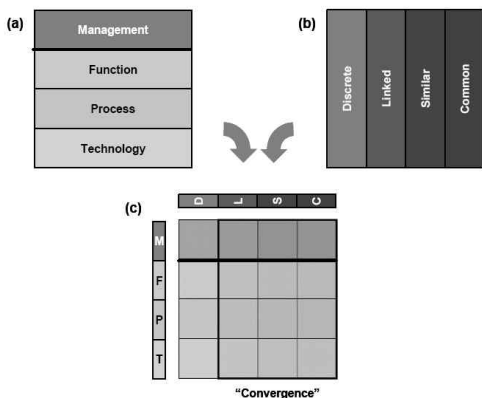 (a)
Management
Function
Process
Technology
(b)
Discrete
Linked
Similar
Common
(c)
D
L
S
C
M
F
P
T
“Convergence”